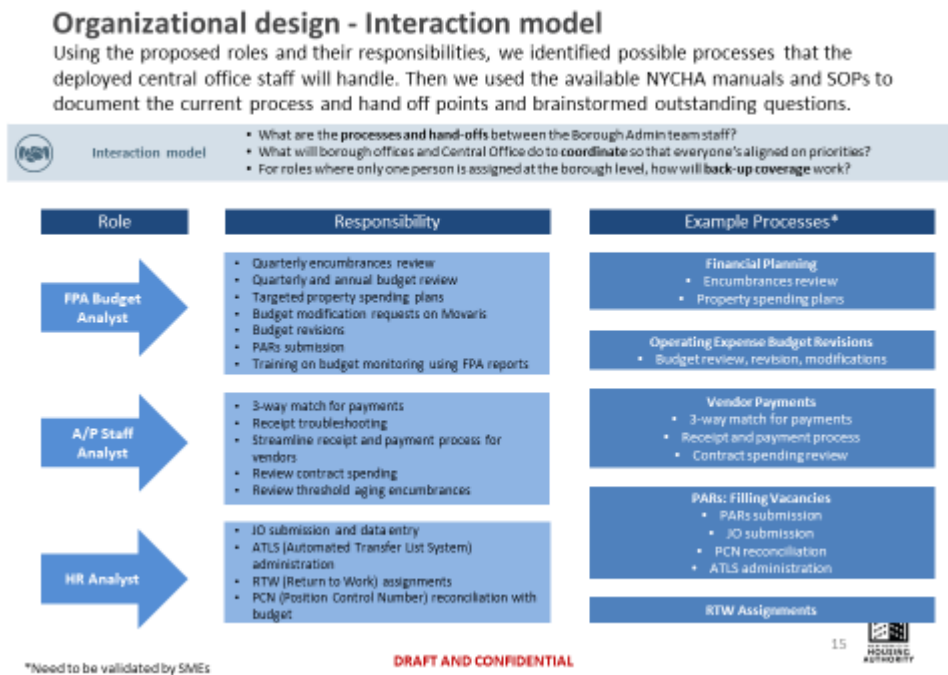 Organizational design - Interaction model
Using the proposed roles and their responsibilities, we identified possible processes that the
deployed central office staff will handle. Then we used the available NYCHA manuals and SOPs to
document the current process and hand off points and brainstormed outstanding questions.
Interaction model
▪ What are the processes and hand-offs between the Borough Admin team staff?
▪ What will borough offices and Central Office do to coordinate so that everyone's aligned on priorities?
▪ For roles where only one person is assigned at the borough level, how will back-up coverage work?
Role
Responsibility
Example Processes*
FPA Budget
Analyst
▪ Quarterly encumbrances review
▪ Quarterly and annual budget review
▪ Targeted property spending plans
▪ Budget modification requests on Movaris
▪ Budget revisions
▪ PARs submission
▪ Training on budget monitoring using FPA reports
Financial Planning
▪ Encumbrances review
▪ Property spending plans
Operating Expense Budget Revisions
▪ Budget review, revision, modifications
A/P Staff
Analyst
▪ 3-way match for payments
▪ Receipt troubleshooting
▪ Streamline receipt and payment process for
vendors
▪ Review contract spending
▪ Review threshold aging encumbrances
Vendor Payments
▪ 3-way match for payments
▪ Receipt and payment process
▪ Contract spending review
HR Analyst
▪ JO submission and data entry
▪ ATLS (Automated Transfer List System)
administration
▪ RTW (Return to Work) assignments
▪ PCN (Position Control Number) reconciliation with
budget
PARs: Filling Vacancies
▪ PARs submission
▪ JO submission
▪ PCN reconciliation
▪ ATLS administration
RTW Assignments
15
HOUSING
AUTHORITY
DRAFT AND CONFIDENTIAL
*Need to be validated by SMEs